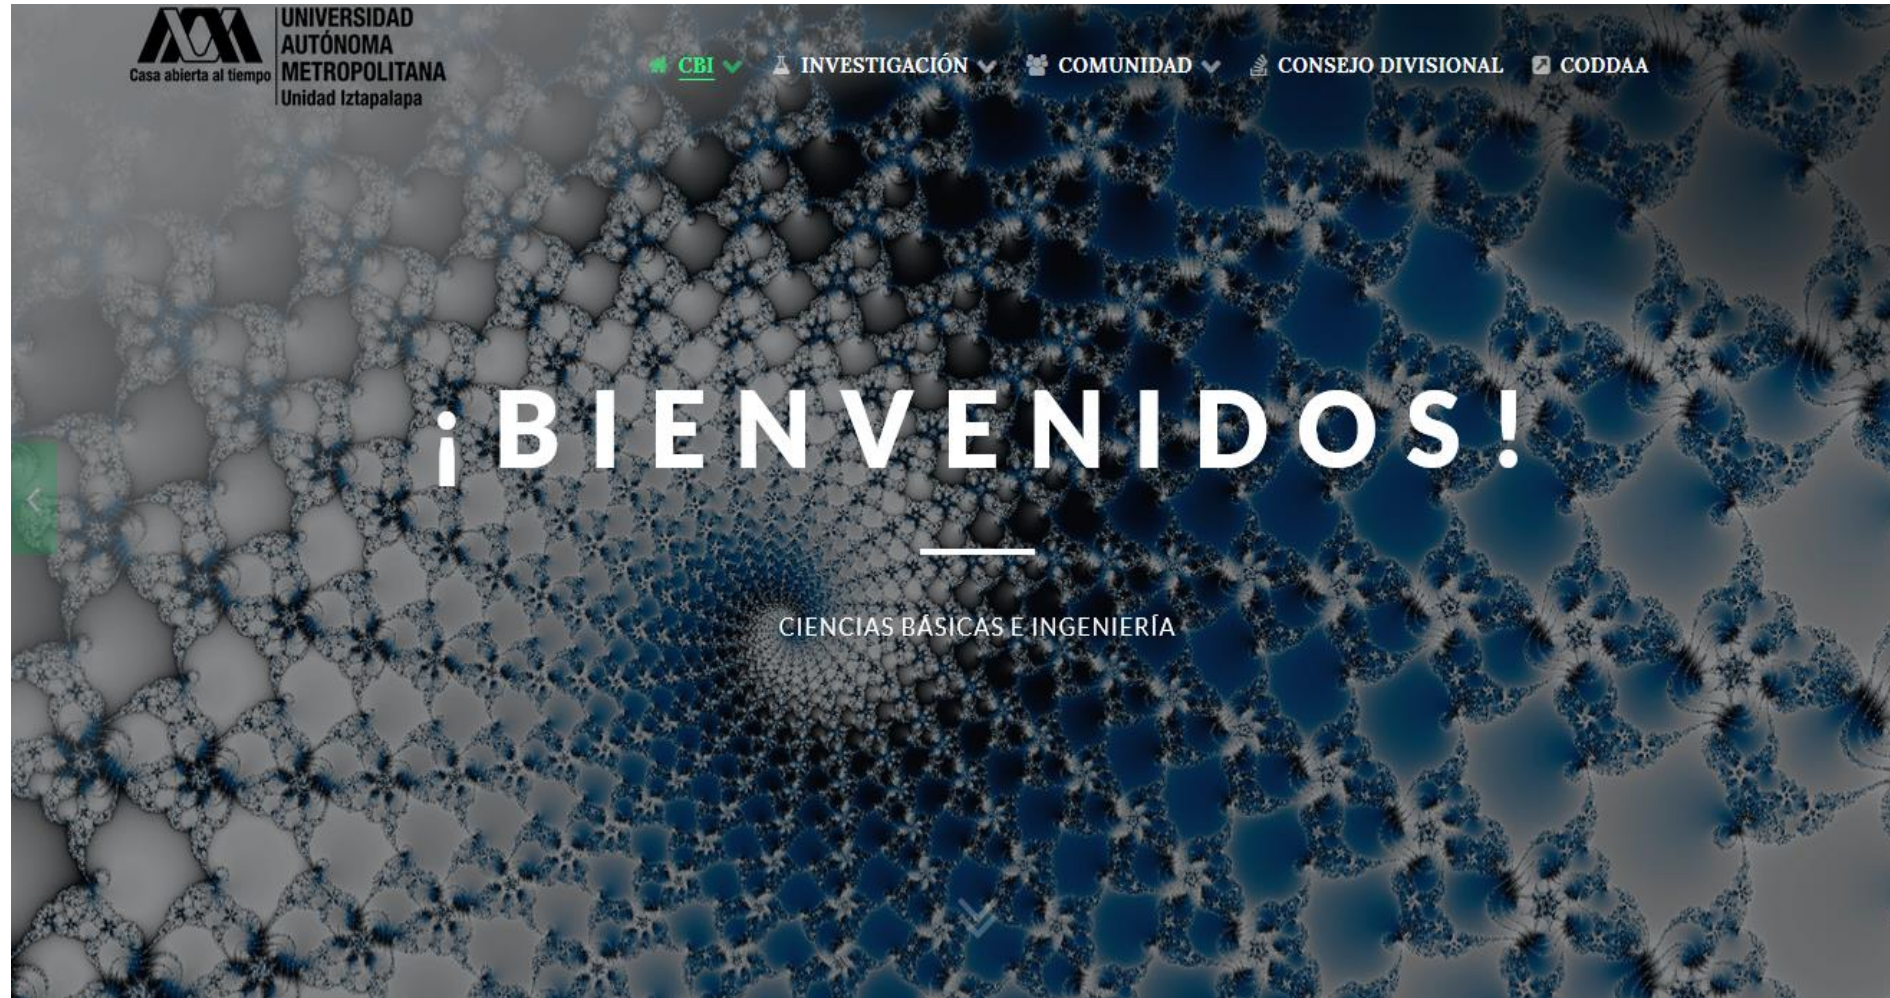 UNIVERSIDAD
AUTÓNOMA
METROPOLITANA
Unidad Iztapalapa
Casa abierta al tiempo
CBI
INVESTIGACIÓN
COMUNIDAD
CONSEJO DIVISIONAL
CODDAA
¡BIENVENIDOS!
CIENCIAS BÁSICAS E INGENIERÍA